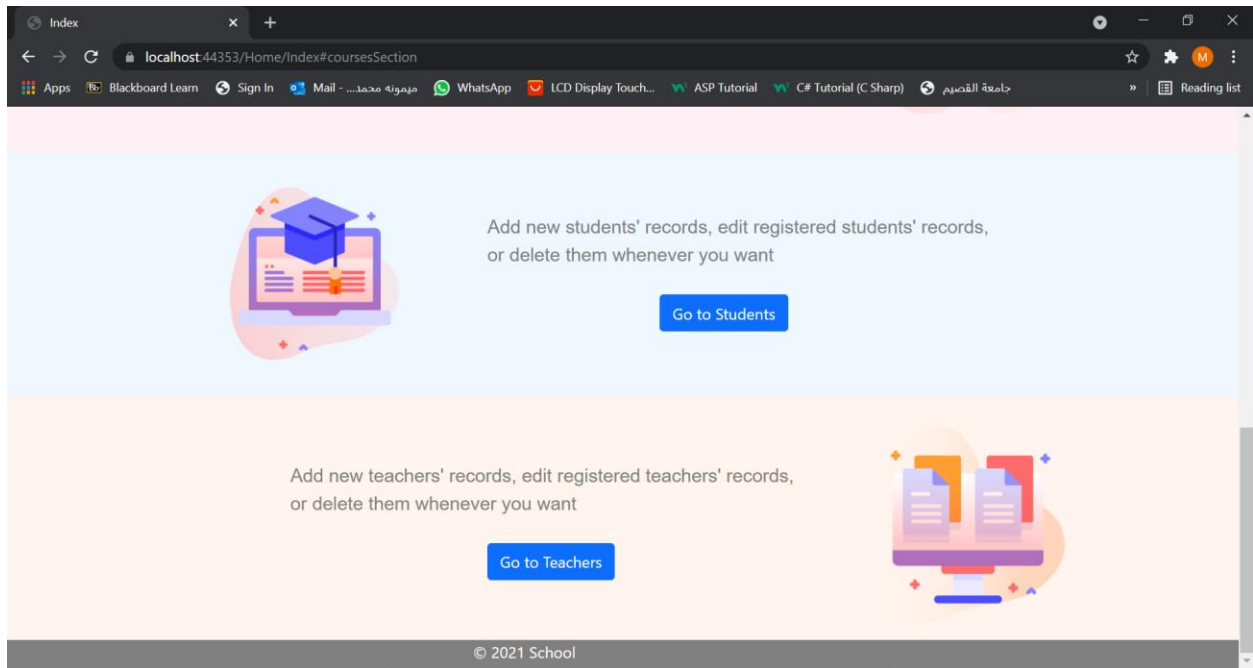 Index
localhost:44353/Home/Index#coursesSection
M
Apps
Blackboard Learn
Sign In
Mail - ميمونه محمد...
WhatsApp
LCD Display Touch...
ASP Tutorial
C# Tutorial (C Sharp)
جامعة القصيم
»
Reading list
Add new students' records, edit registered students' records,
or delete them whenever you want
Go to Students
Add new teachers' records, edit registered teachers' records,
or delete them whenever you want
Go to Teachers
© 2021 School